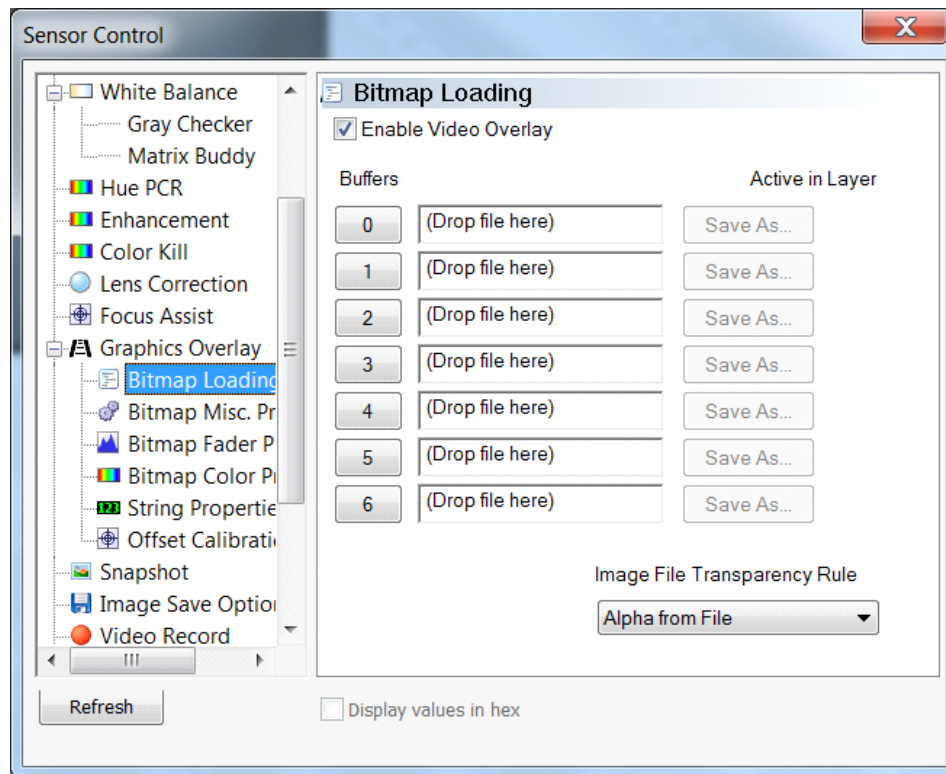 Sensor Control
White Balance
Gray Checker
Matrix Buddy
Hue PCR
Enhancement
Color Kill
Lens Correction
Focus Assist
Graphics Overlay
Bitmap Loading
Bitmap Misc. Pr
Bitmap Fader P
Bitmap Color Pr
String Propertie
Offset Calibrati
Snapshot
Image Save Option
Video Record
Refresh
Bitmap Loading
Enable Video Overlay
Buffers Active in Layer
0 (Drop file here) Save As...
1 (Drop file here) Save As...
2 (Drop file here) Save As...
3 (Drop file here) Save As...
4 (Drop file here) Save As...
5 (Drop file here) Save As...
6 (Drop file here) Save As...
Image File Transparency Rule
Alpha from File
Display values in hex